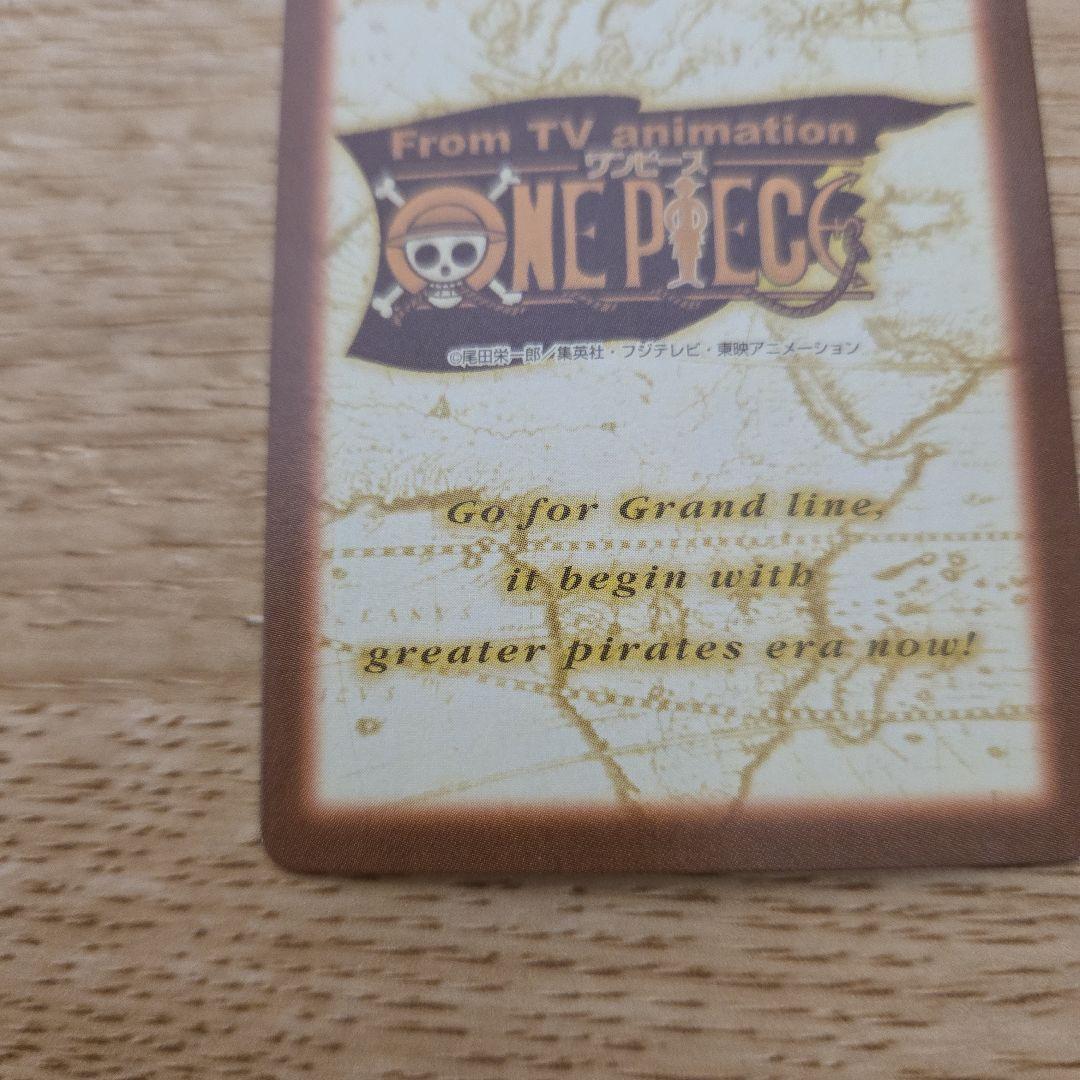 From TV animation
ワンピース
ONE PIECE
©尾田栄一郎／集英社・フジテレビ・東映アニメーション
Go for Grand line,
it begin with
greater pirates era now!